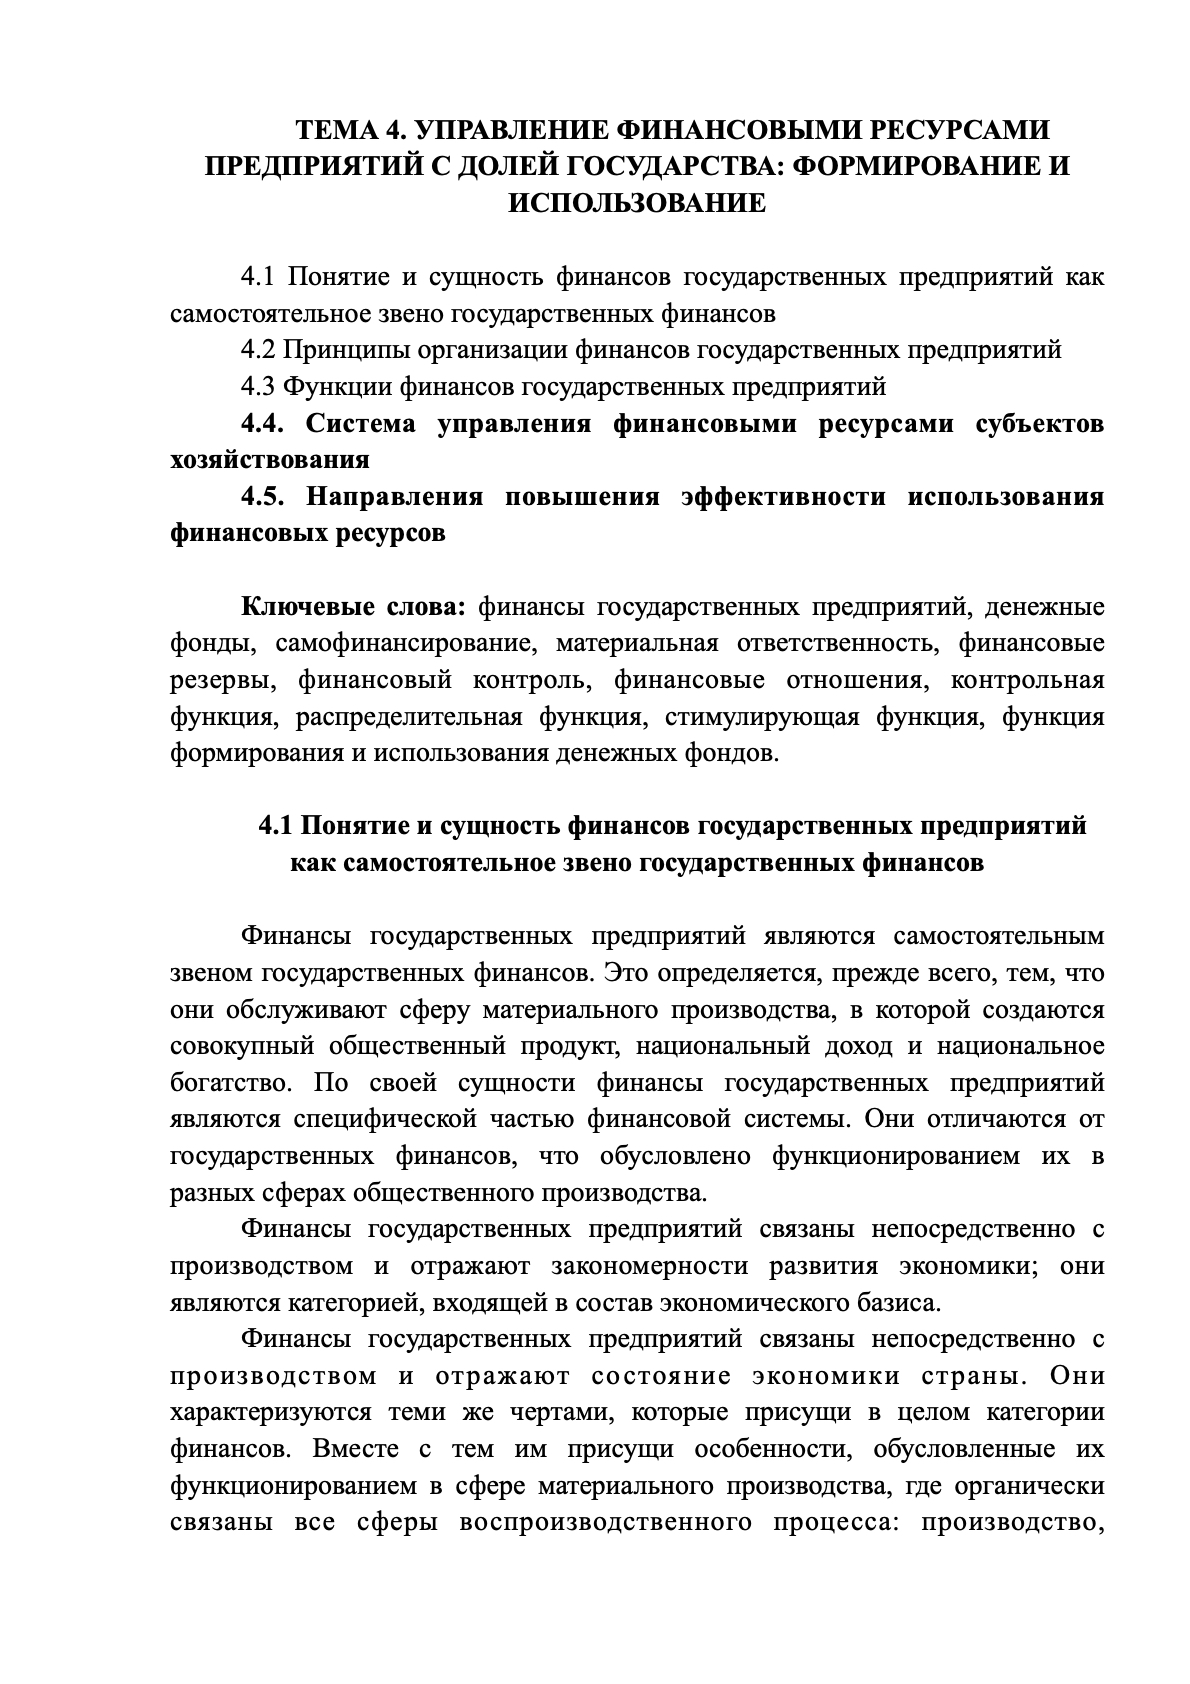 ТЕМА 4. УПРАВЛЕНИЕ ФИНАНСОВЫМИ РЕСУРСАМИ
ПРЕДПРИЯТИЙ С ДОЛЕЙ ГОСУДАРСТВА: ФОРМИРОВАНИЕ И
ИСПОЛЬЗОВАНИЕ
4.1 Понятие и сущность финансов государственных предприятий как
самостоятельное звено государственных финансов
4.2 Принципы организации финансов государственных предприятий
4.3 Функции финансов государственных предприятий
4.4. Система управления финансовыми ресурсами субъектов
хозяйствования
4.5. Направления повышения эффективности использования
финансовых ресурсов
Ключевые слова: финансы государственных предприятий, денежные
фонды, самофинансирование, материальная ответственность, финансовые
резервы, финансовый контроль, финансовые отношения, контрольная
функция, распределительная функция, стимулирующая функция, функция
формирования и использования денежных фондов.
4.1 Понятие и сущность финансов государственных предприятий
как самостоятельное звено государственных финансов
Финансы государственных предприятий являются самостоятельным
звеном государственных финансов. Это определяется, прежде всего, тем, что
они обслуживают сферу материального производства, в которой создаются
совокупный общественный продукт, национальный доход и национальное
богатство. По своей сущности финансы государственных предприятий
являются специфической частью финансовой системы. Они отличаются от
государственных финансов, что обусловлено функционированием их в
разных сферах общественного производства.
Финансы государственных предприятий связаны непосредственно с
производством и отражают закономерности развития экономики; они
являются категорией, входящей в состав экономического базиса.
Финансы государственных предприятий связаны непосредственно с
производством и отражают состояние экономики страны. Они
характеризуются теми же чертами, которые присущи в целом категории
финансов. Вместе с тем им присущи особенности, обусловленные их
функционированием в сфере материального производства, где органически
связаны все сферы воспроизводственного процесса: производство,